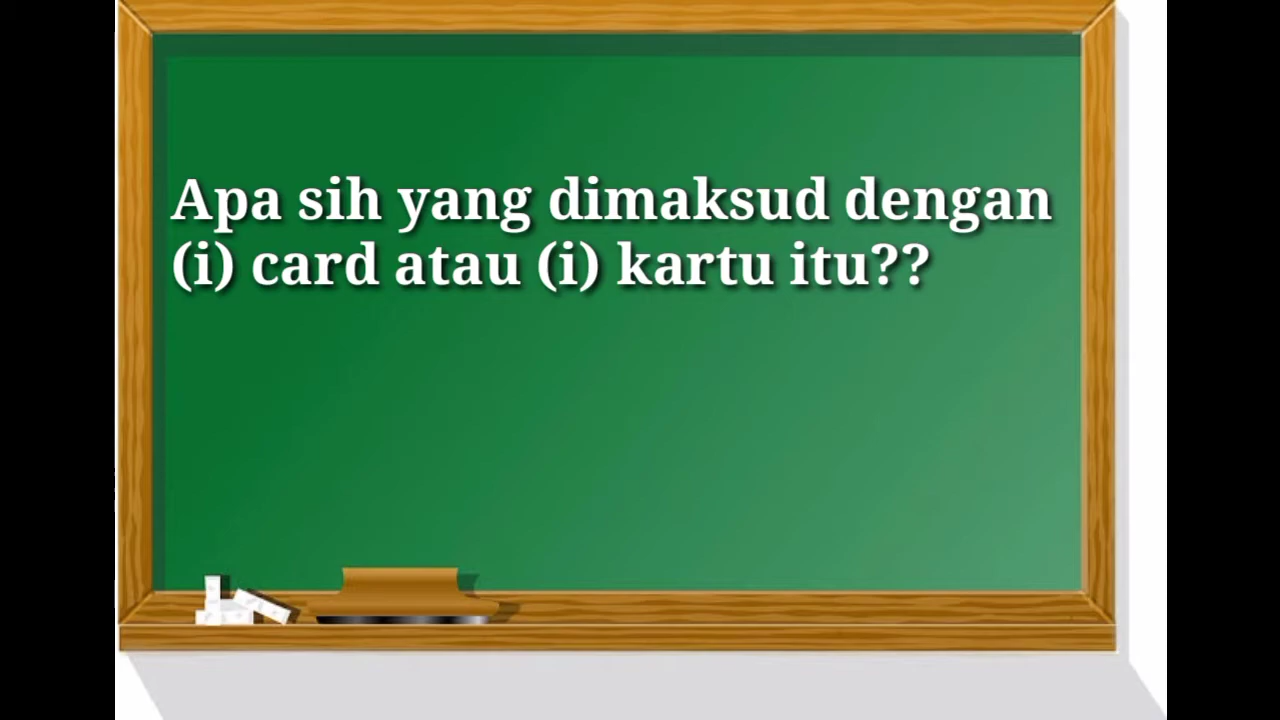 Apa sih yang dimaksud dengan
(i) card atau (i) kartu itu??